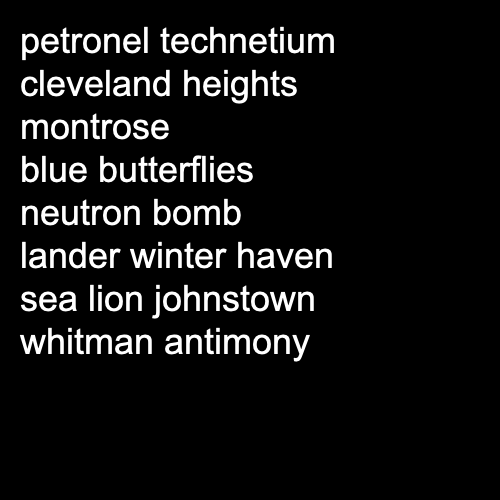 petronel technetium
cleveland heights
montrose
blue butterflies
neutron bomb
lander winter haven
sea lion johnstown
whitman antimony